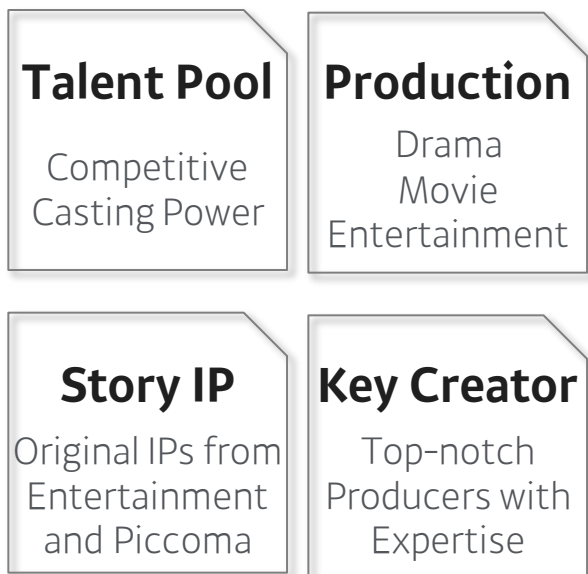 Talent Pool
Competitive
Casting Power
Production
Drama
Movie
Entertainment
Story IP
Original IPs from
Entertainment
and Piccoma
Key Creator
Top-notch
Producers with
Expertise